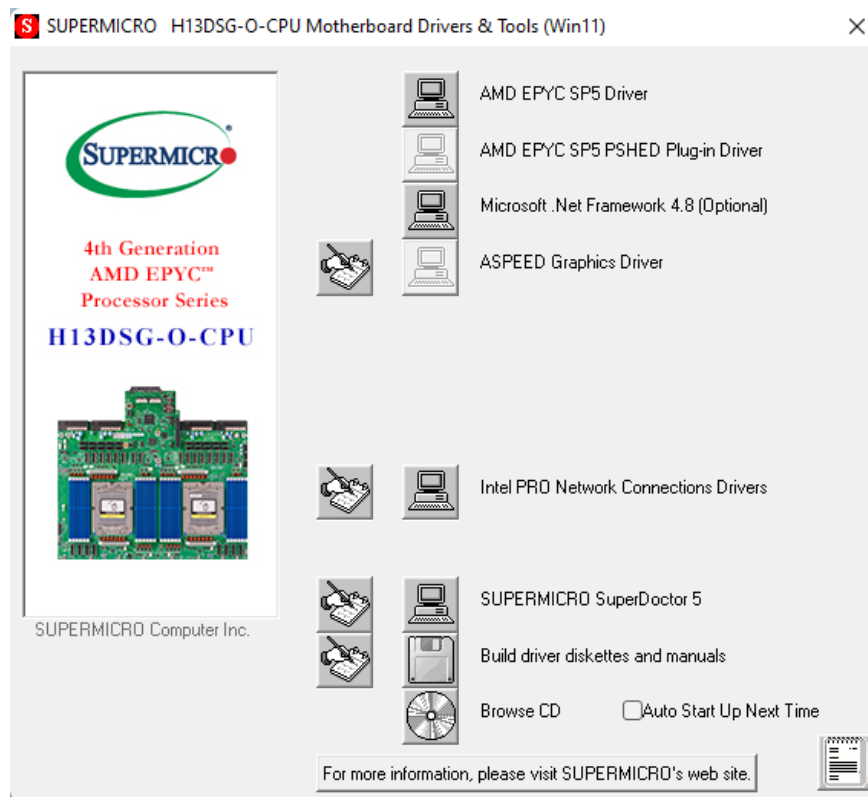 S SUPERMICRO H13DSG-O-CPU Motherboard Drivers & Tools (Win11)
SUPERMICRO
4th Generation
AMD EPYC™
Processor Series
H13DSG-O-CPU
SUPERMICRO Computer Inc.
AMD EPYC SP5 Driver
AMD EPYC SP5 PSHED Plug-in Driver
Microsoft .Net Framework 4.8 (Optional)
ASPEED Graphics Driver
Intel PRO Network Connections Drivers
SUPERMICRO SuperDoctor 5
Build driver diskettes and manuals
Browse CD Auto Start Up Next Time
For more information, please visit SUPERMICRO's web site.